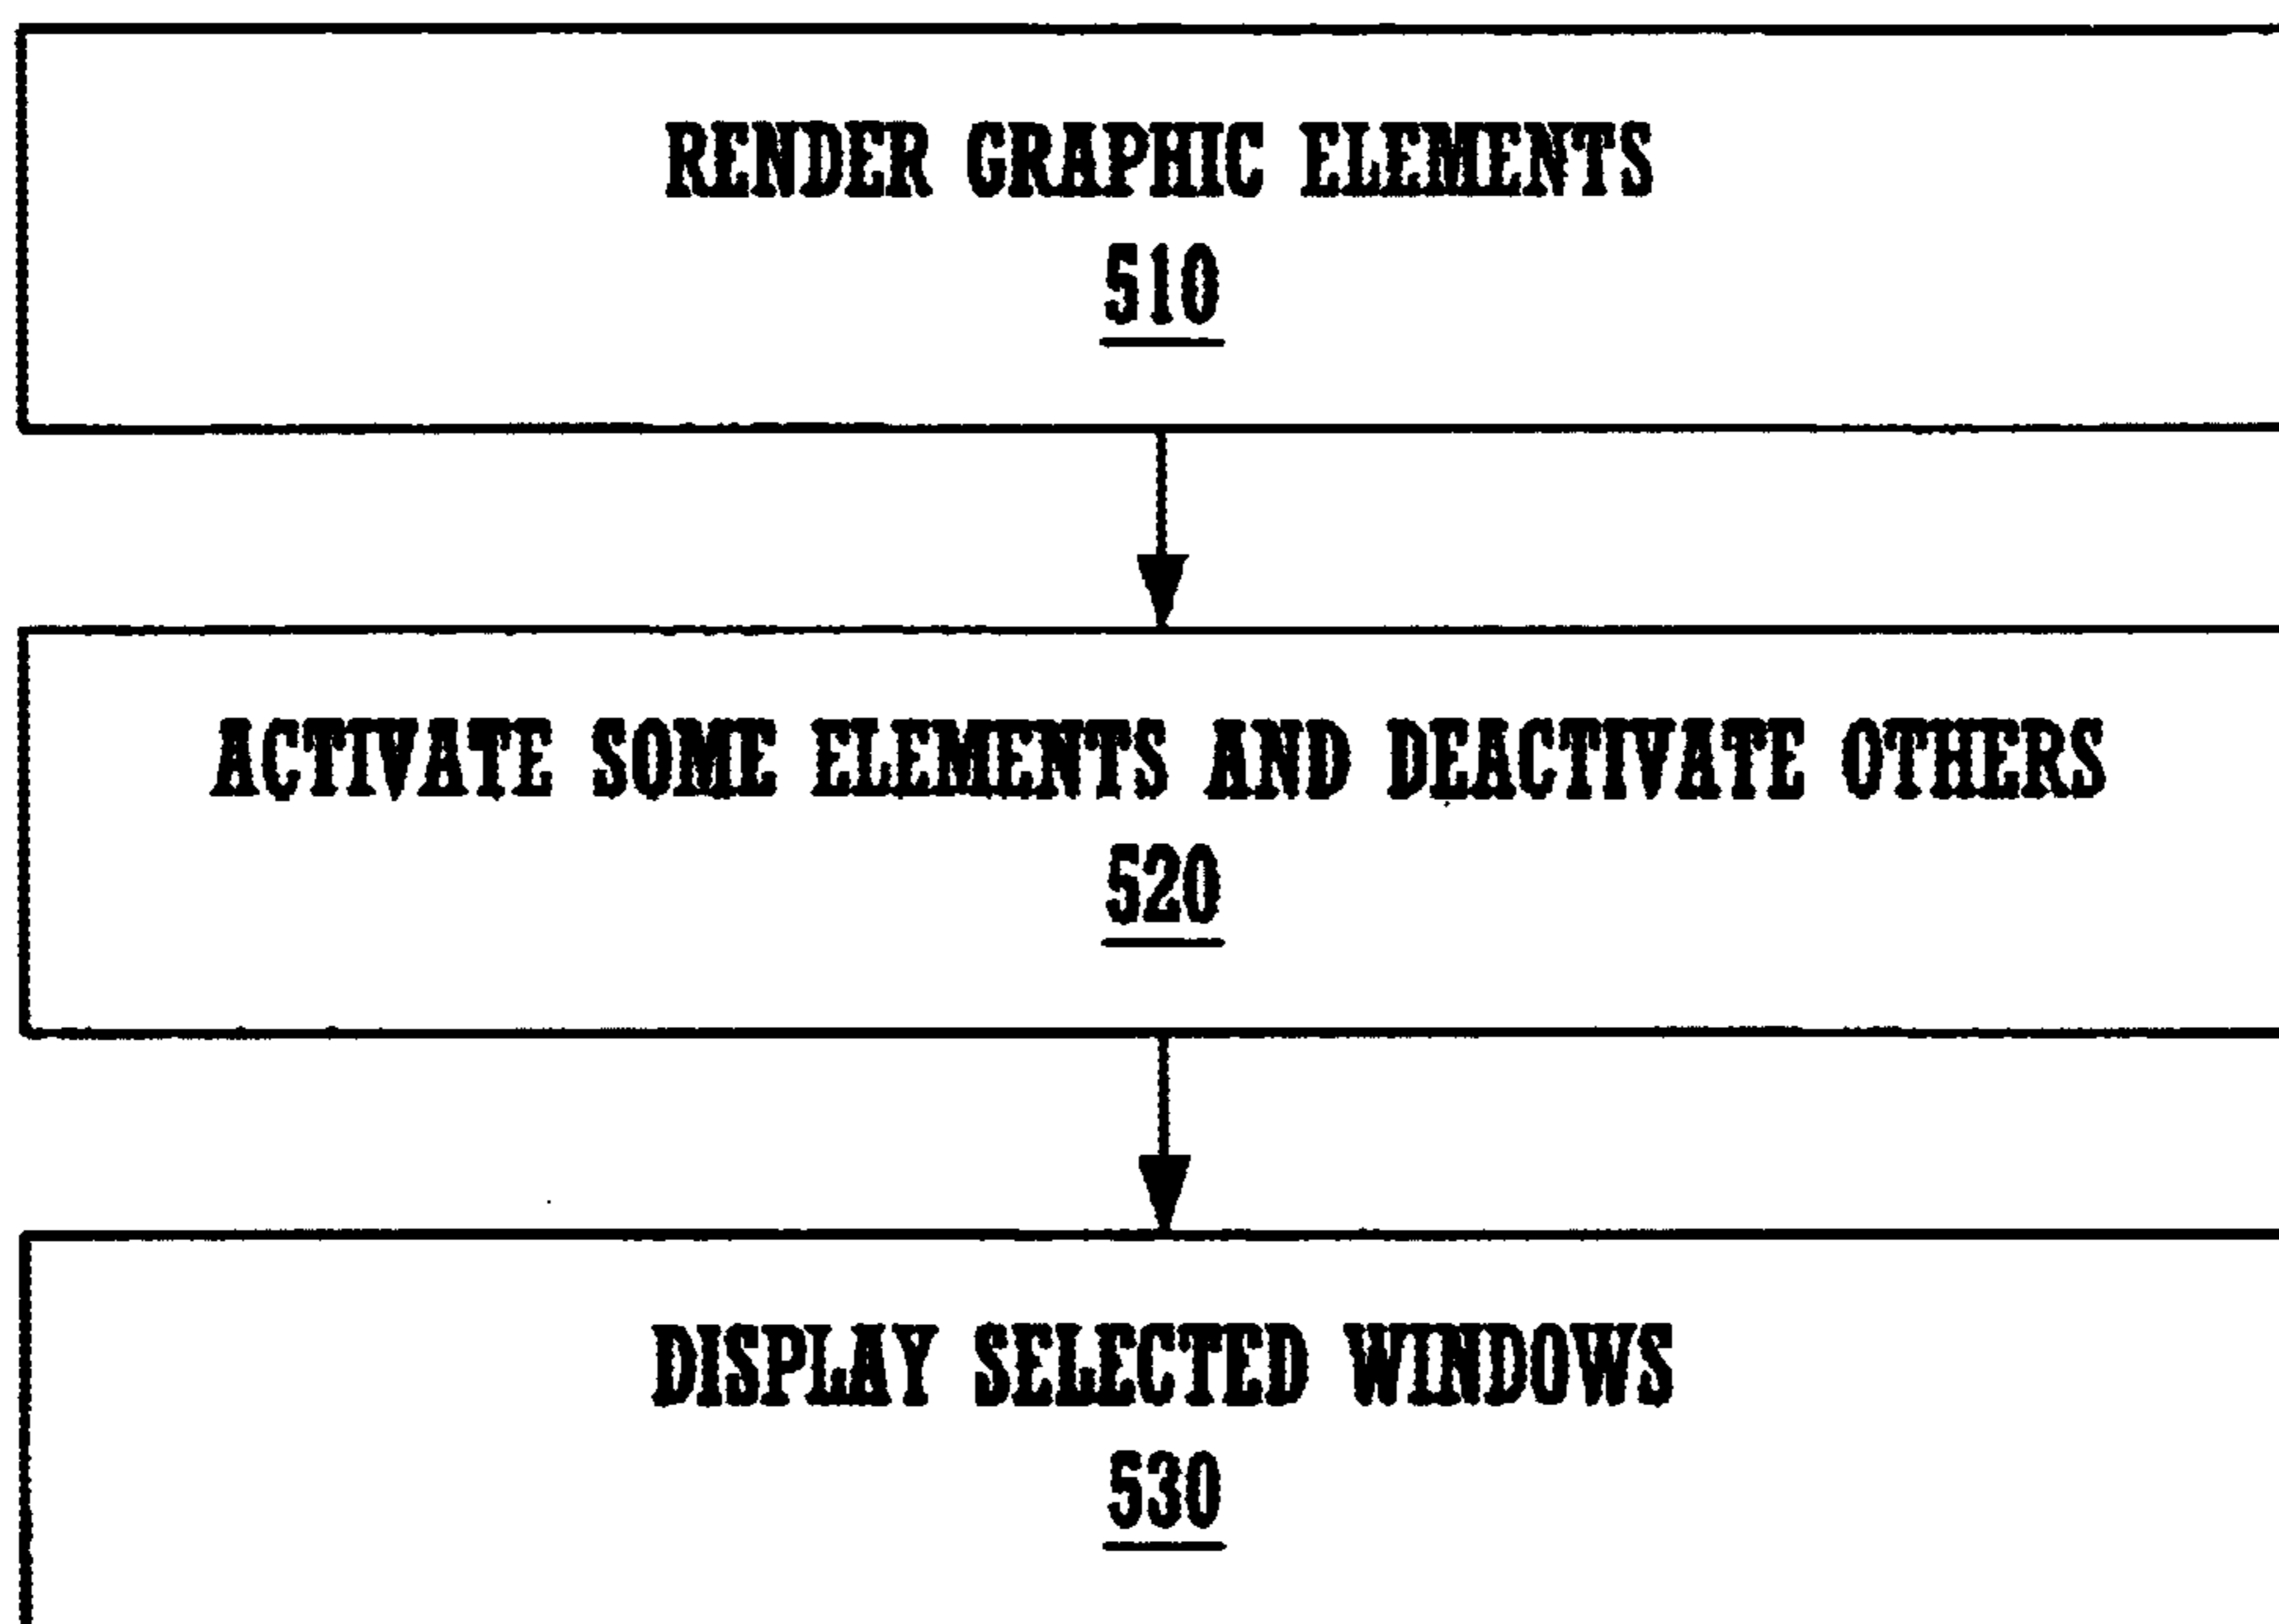 RENDER GRAPHIC ELEMENTS
510
ACTIVATE SOME ELEMENTS AND DEACTIVATE OTHERS
520
DISPLAY SELECTED WINDOWS
530